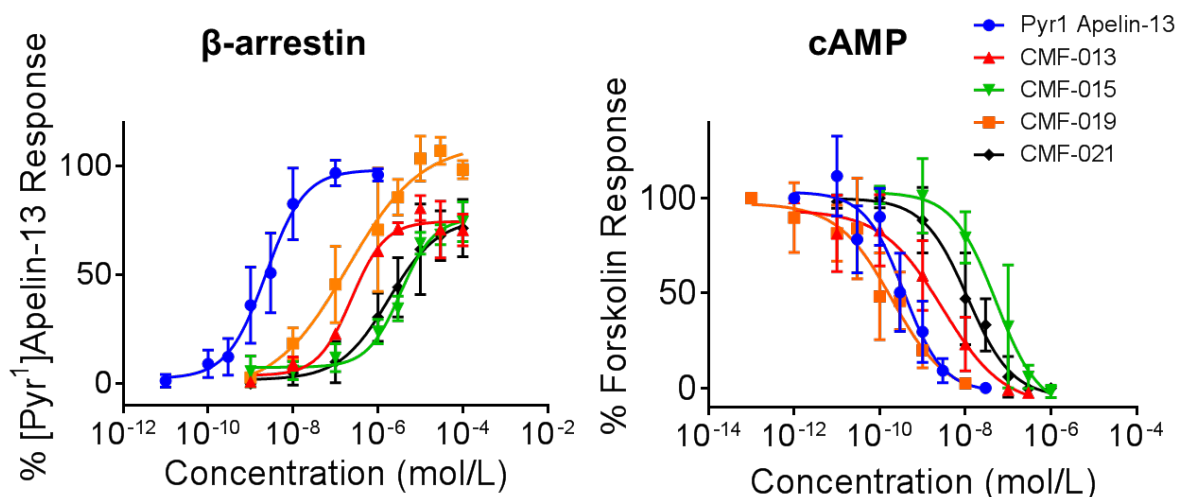 β-arrestin
% [Pyr¹]Apelin-13 Response
100
50
0
10⁻¹² 10⁻¹⁰ 10⁻⁸ 10⁻⁶ 10⁻⁴ 10⁻²
Concentration (mol/L)
cAMP
% Forskolin Response
100
50
0
10⁻¹⁴ 10⁻¹² 10⁻¹⁰ 10⁻⁸ 10⁻⁶ 10⁻⁴
Concentration (mol/L)
Pyr1 Apelin-13
CMF-013
CMF-015
CMF-019
CMF-021